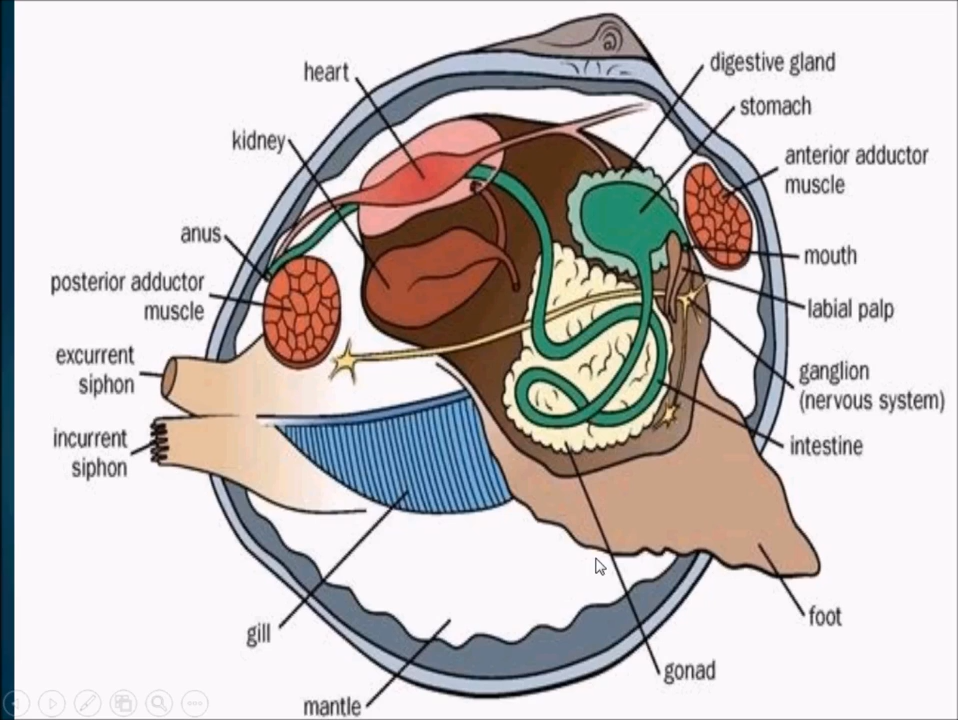 heart
kidney
anus
posterior adductor
muscle
excurrent
siphon
incurrent
siphon
gill
mantle
digestive gland
stomach
anterior adductor
muscle
mouth
labial palp
ganglion
(nervous system)
intestine
foot
gonad